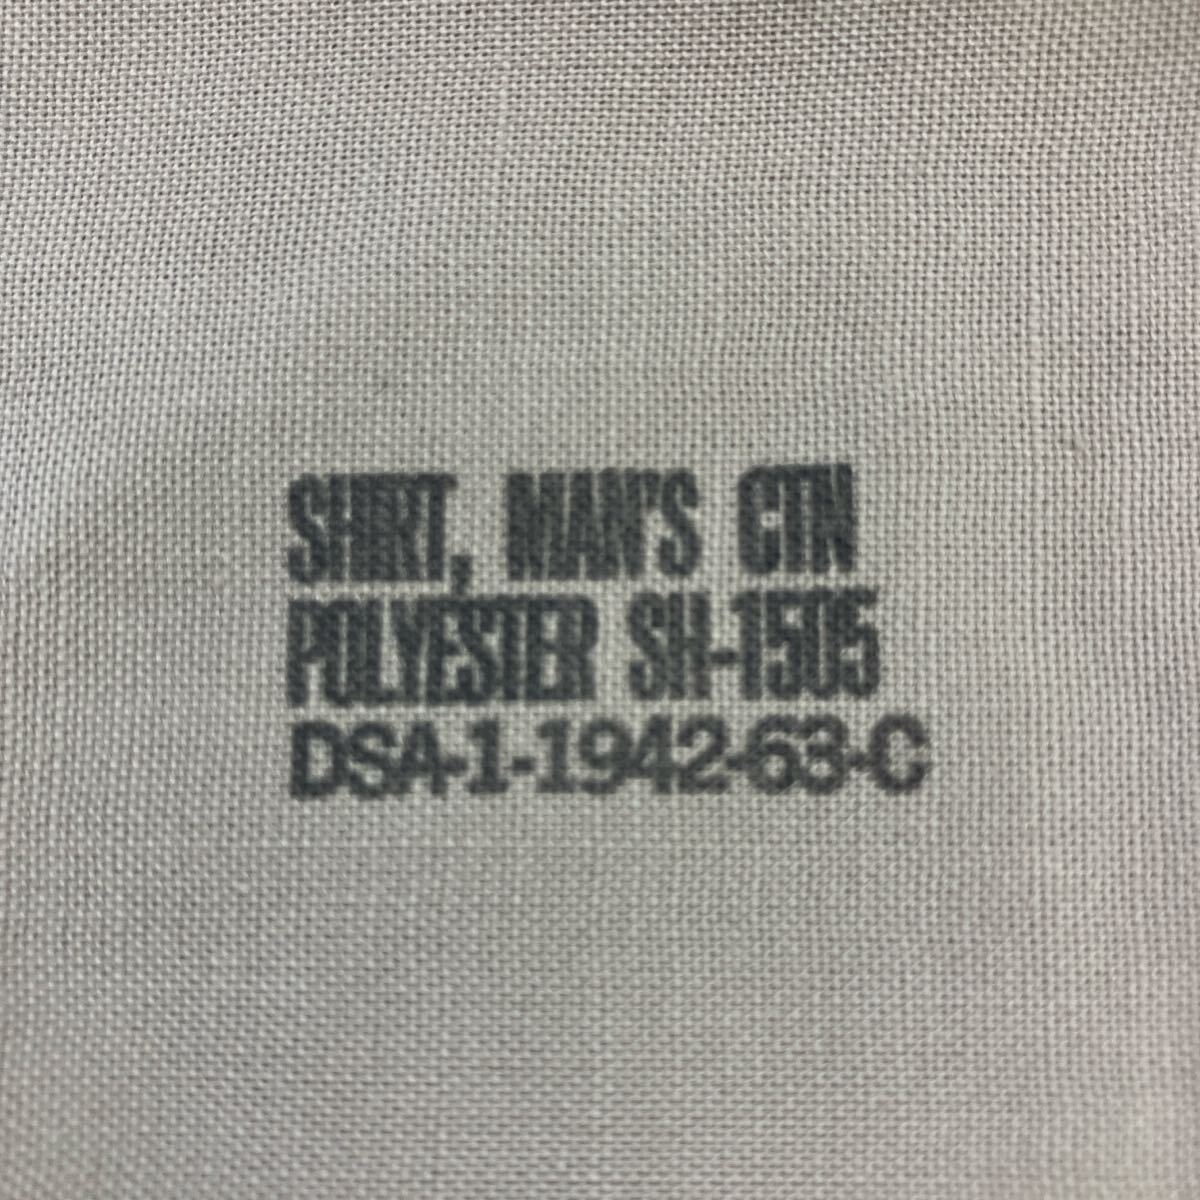 SHIRT, MAN'S CTN
POLYESTER SH-1505
DSA-1-1942-63-C